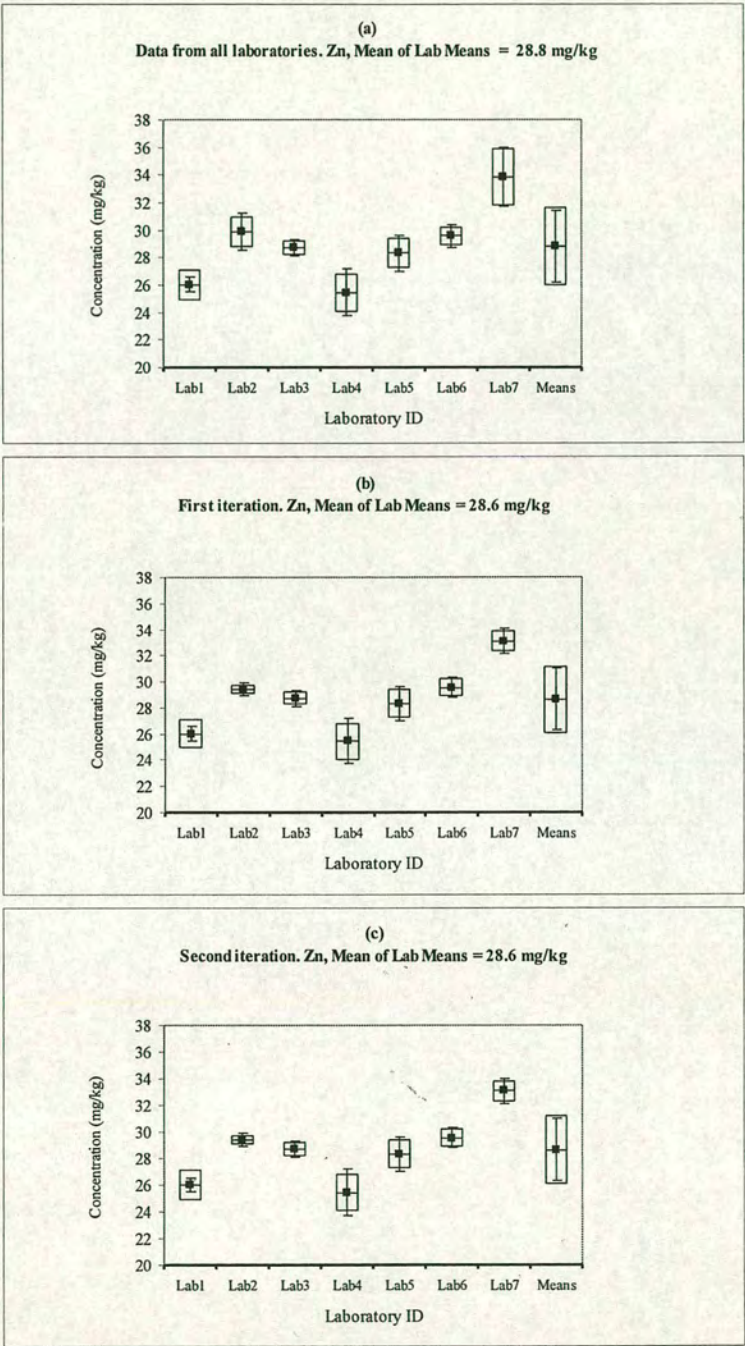 (a)
Data from all laboratories. Zn, Mean of Lab Means = 28.8 mg/kg
38
36
34
32
30
28
26
24
22
20
Concentration (mg/kg)
Lab1 Lab2 Lab3 Lab4 Lab5 Lab6 Lab7 Means
Laboratory ID
(b)
First iteration. Zn, Mean of Lab Means = 28.6 mg/kg
38
36
34
32
30
28
26
24
22
20
Concentration (mg/kg)
Lab1 Lab2 Lab3 Lab4 Lab5 Lab6 Lab7 Means
Laboratory ID
(c)
Second iteration. Zn, Mean of Lab Means = 28.6 mg/kg
38
36
34
32
30
28
26
24
22
20
Concentration (mg/kg)
Lab1 Lab2 Lab3 Lab4 Lab5 Lab6 Lab7 Means
Laboratory ID